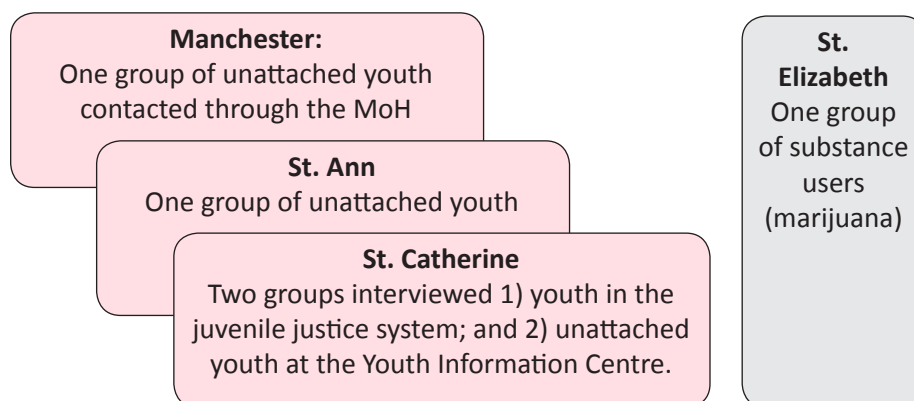 Manchester:
One group of unattached youth
contacted through the MoH
St. Ann
One group of unattached youth
St. Catherine
Two groups interviewed 1) youth in the
juvenile justice system; and 2) unattached
youth at the Youth Information Centre.
St.
Elizabeth
One group
of substance
users
(marijuana)